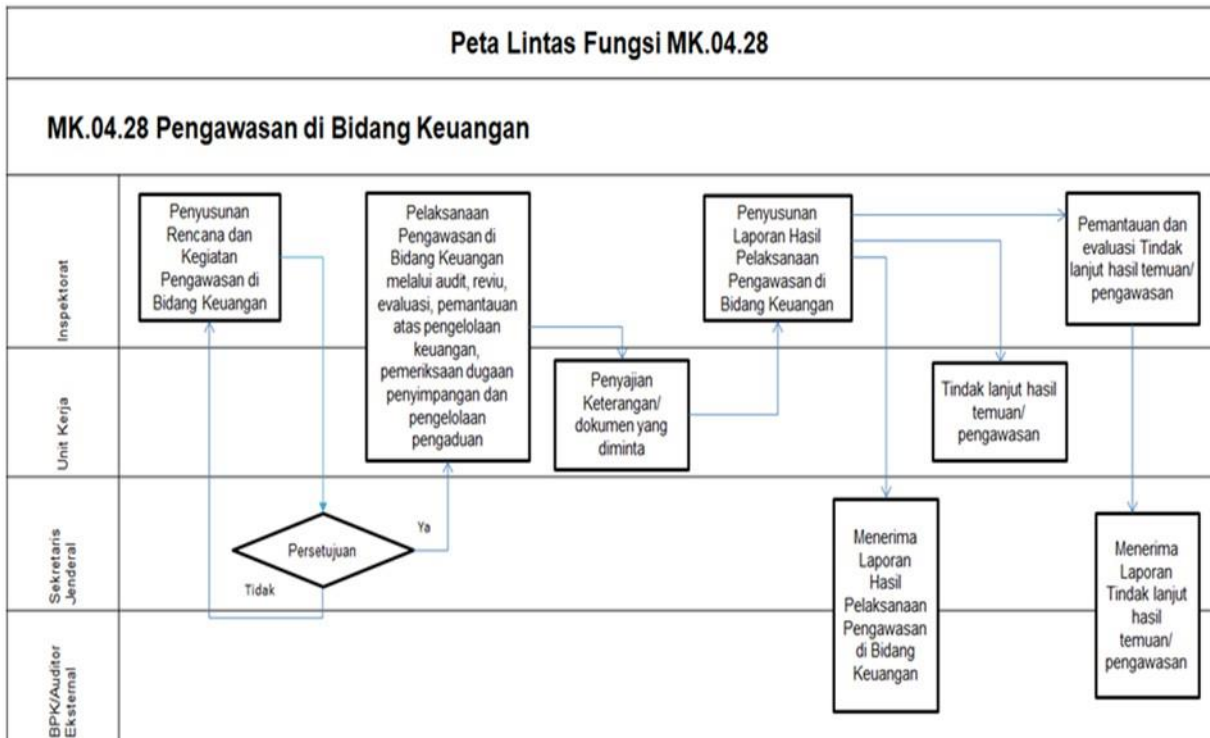 Peta Lintas Fungsi MK.04.28
MK.04.28 Pengawasan di Bidang Keuangan
Inspektorat
Penyusunan
Rencana dan
Kegiatan
Pengawasan di
Bidang Keuangan
Pelaksanaan
Pengawasan di
Bidang Keuangan
melalui audit, reviu,
evaluasi, pemantauan
atas pengelolaan
keuangan,
pemeriksaan dugaan
penyimpangan dan
pengelolaan
pengaduan
Penyusunan
Laporan Hasil
Pelaksanaan
Pengawasan di
Bidang Keuangan
Pemantauan dan
evaluasi Tindak
lanjut hasil temuan/
pengawasan
Unit Kerja
Penyajian
Keterangan/
dokumen yang
diminta
Tindak lanjut hasil
temuan/
pengawasan
Sekretaris
Jenderal
Persetujuan
Ya
Tidak
Menerima
Laporan
Hasil
Pelaksanaan
Pengawasan
di Bidang
Keuangan
Menerima
Laporan
Tindak lanjut
hasil
temuan/
pengawasan
BPK/Auditor
Eksternal